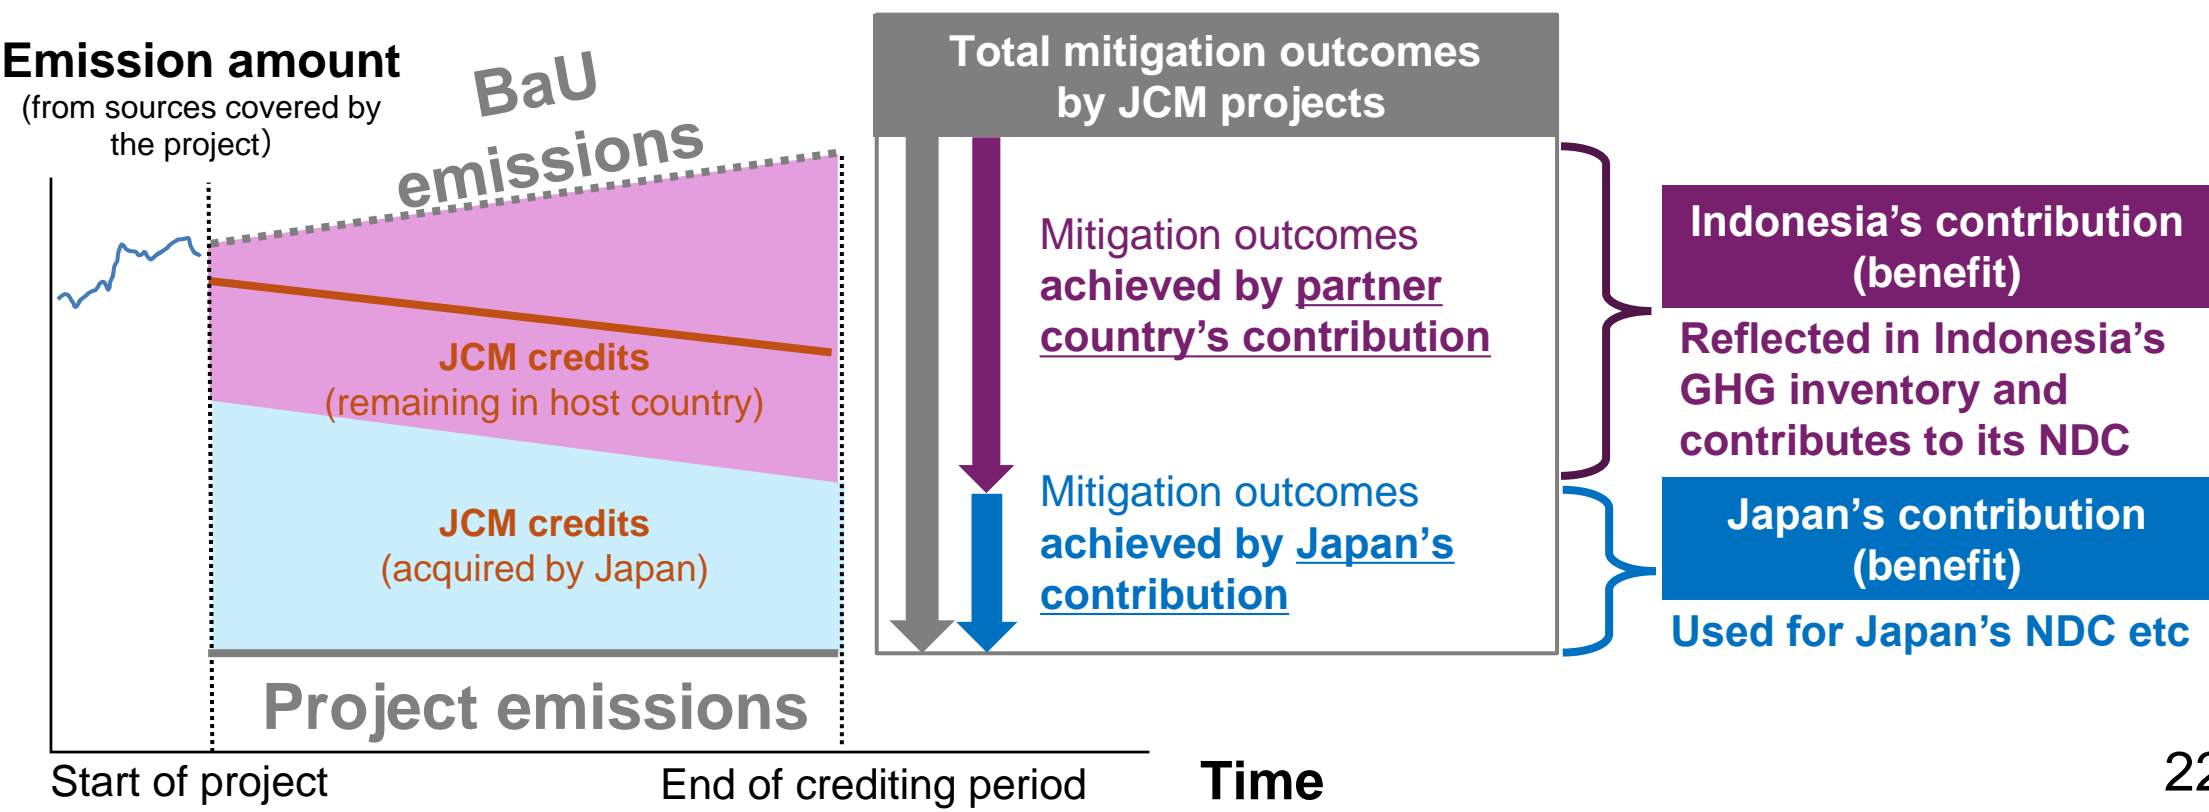 Emission amount
(from sources covered by
the project)
BaU
emissions
JCM credits
(remaining in host country)
JCM credits
(acquired by Japan)
Project emissions
Start of project
End of crediting period
Time
Total mitigation outcomes
by JCM projects
Mitigation outcomes
achieved by partner
country’s contribution
Mitigation outcomes
achieved by Japan’s
contribution
Indonesia’s contribution
(benefit)
Reflected in Indonesia’s
GHG inventory and
contributes to its NDC
Japan’s contribution
(benefit)
Used for Japan’s NDC etc
22